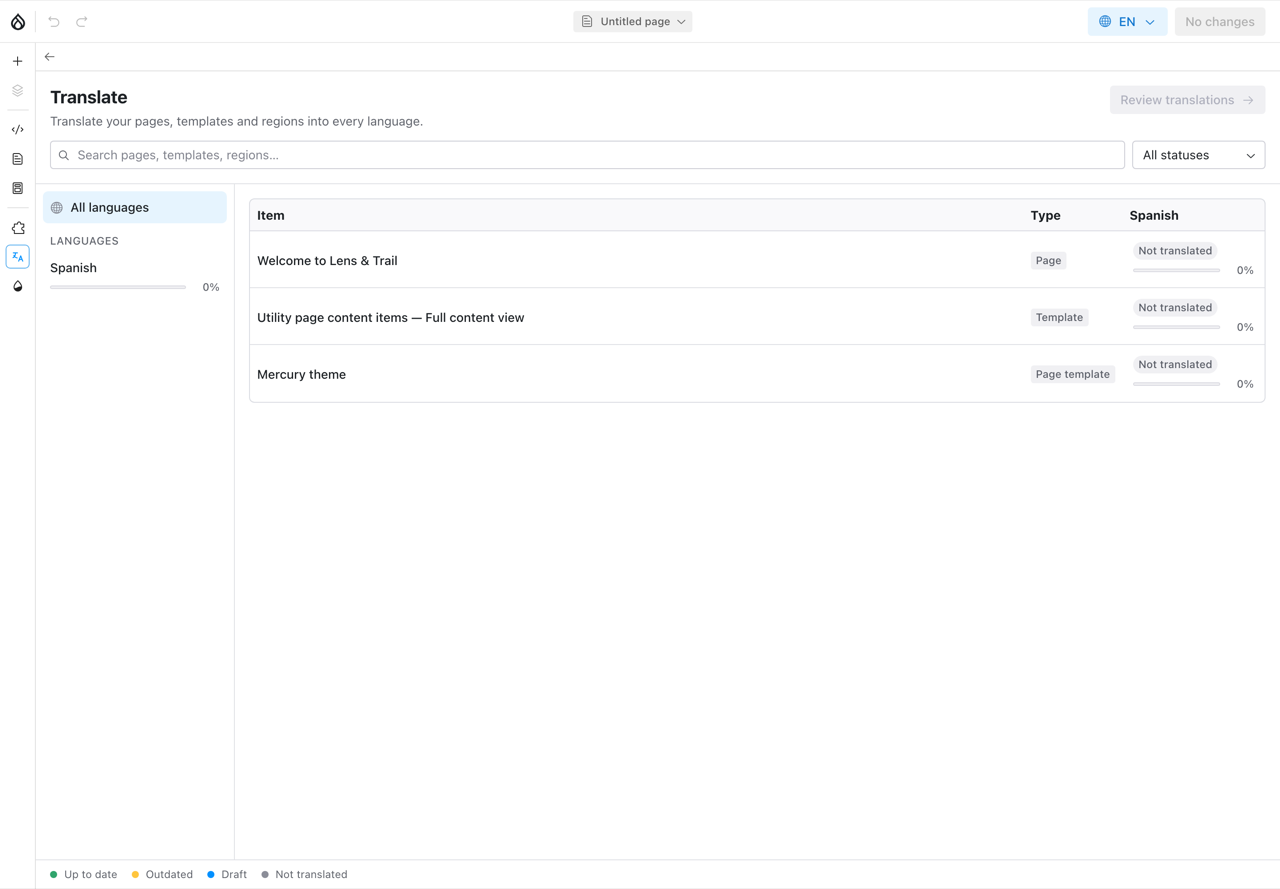 Untitled page
EN
No changes
Translate
Review translations
Translate your pages, templates and regions into every language.
Search pages, templates, regions...
All statuses
All languages
LANGUAGES
Spanish
0%
Item Type Spanish
Welcome to Lens & Trail Page Not translated 0%
Utility page content items — Full content view Template Not translated 0%
Mercury theme Page template Not translated 0%
Up to date Outdated Draft Not translated